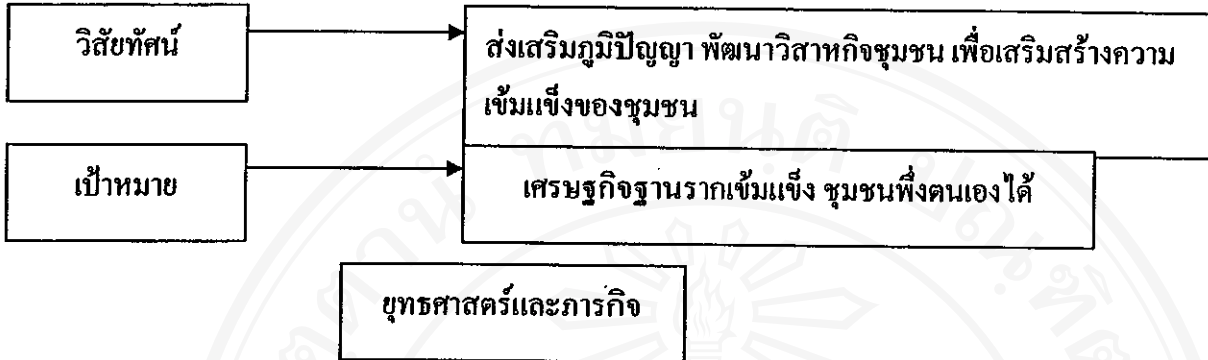 วิสัยทัศน์
ส่งเสริมภูมิปัญญา พัฒนาวิสาหกิจชุมชน เพื่อเสริมสร้างความ
เข้มแข็งของชุมชน
เป้าหมาย
เศรษฐกิจฐานรากเข้มแข็ง ชุมชนพึ่งตนเองได้
ยุทธศาสตร์และภารกิจ